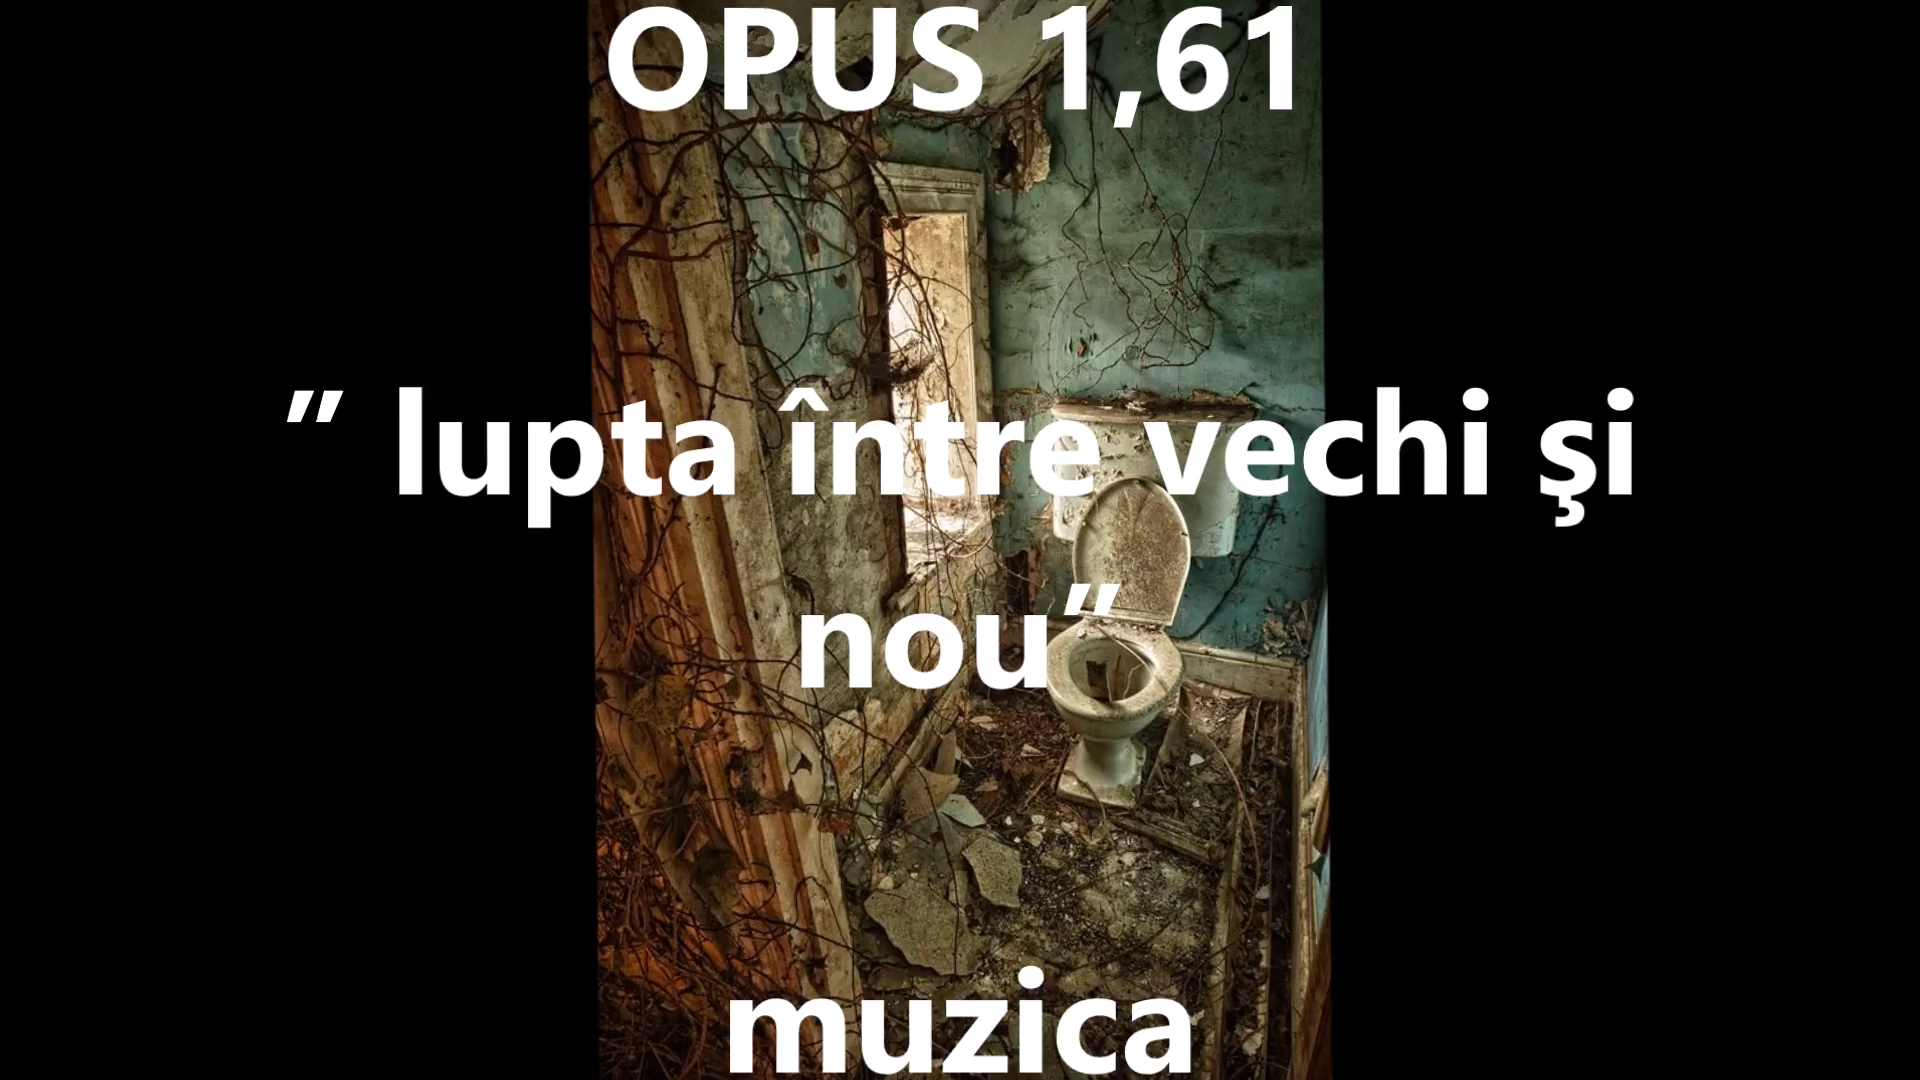 OPUS 1,61
” lupta între vechi şi
nou”
muzica